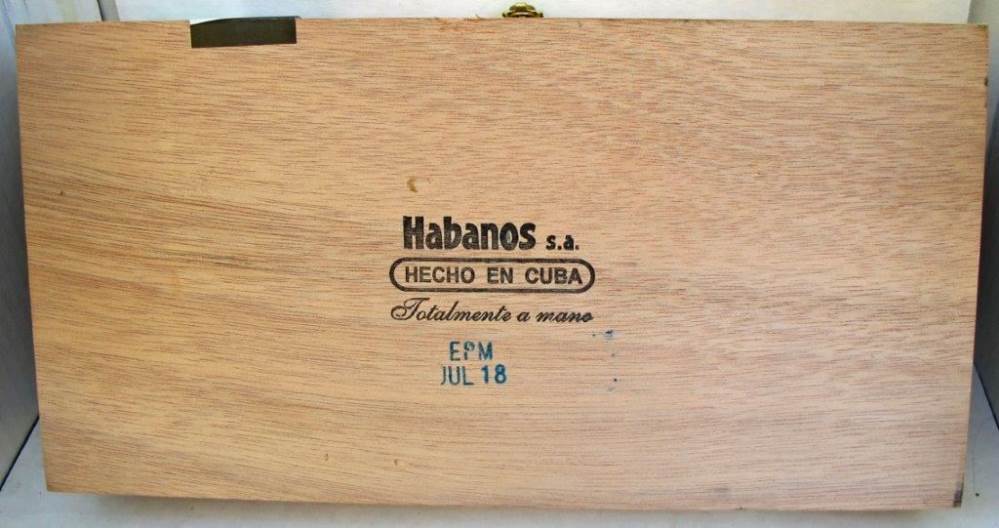 Habanos s.a.
HECHO EN CUBA
Totalmente a mano
EPM
JUL 18